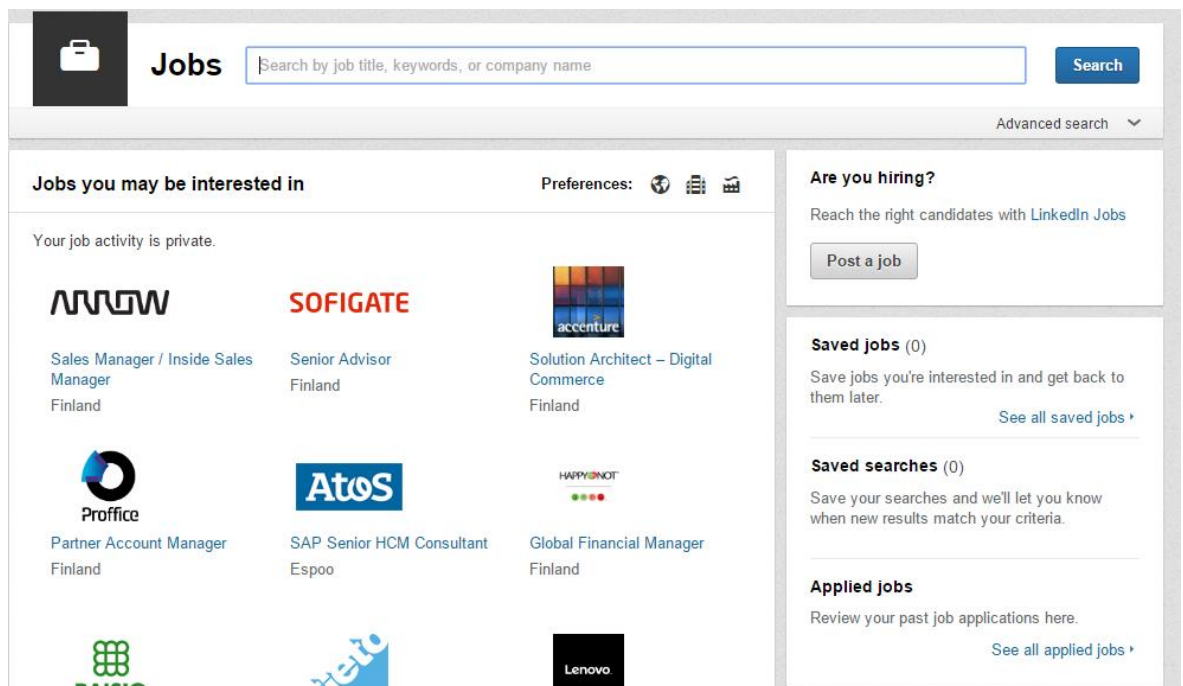 Jobs
Search by job title, keywords, or company name
Search
Advanced search
Jobs you may be interested in
Preferences:
Your job activity is private.
ARROW
SOFIGATE
accenture
Sales Manager / Inside Sales
Manager
Finland
Senior Advisor
Finland
Solution Architect – Digital
Commerce
Finland
Proffice
Atos
HAPPY OR NOT
Partner Account Manager
Finland
SAP Senior HCM Consultant
Espoo
Global Financial Manager
Finland
Lenovo
Are you hiring?
Reach the right candidates with LinkedIn Jobs
Post a job
Saved jobs (0)
Save jobs you're interested in and get back to
them later.
See all saved jobs
Saved searches (0)
Save your searches and we'll let you know
when new results match your criteria.
Applied jobs
Review your past job applications here.
See all applied jobs